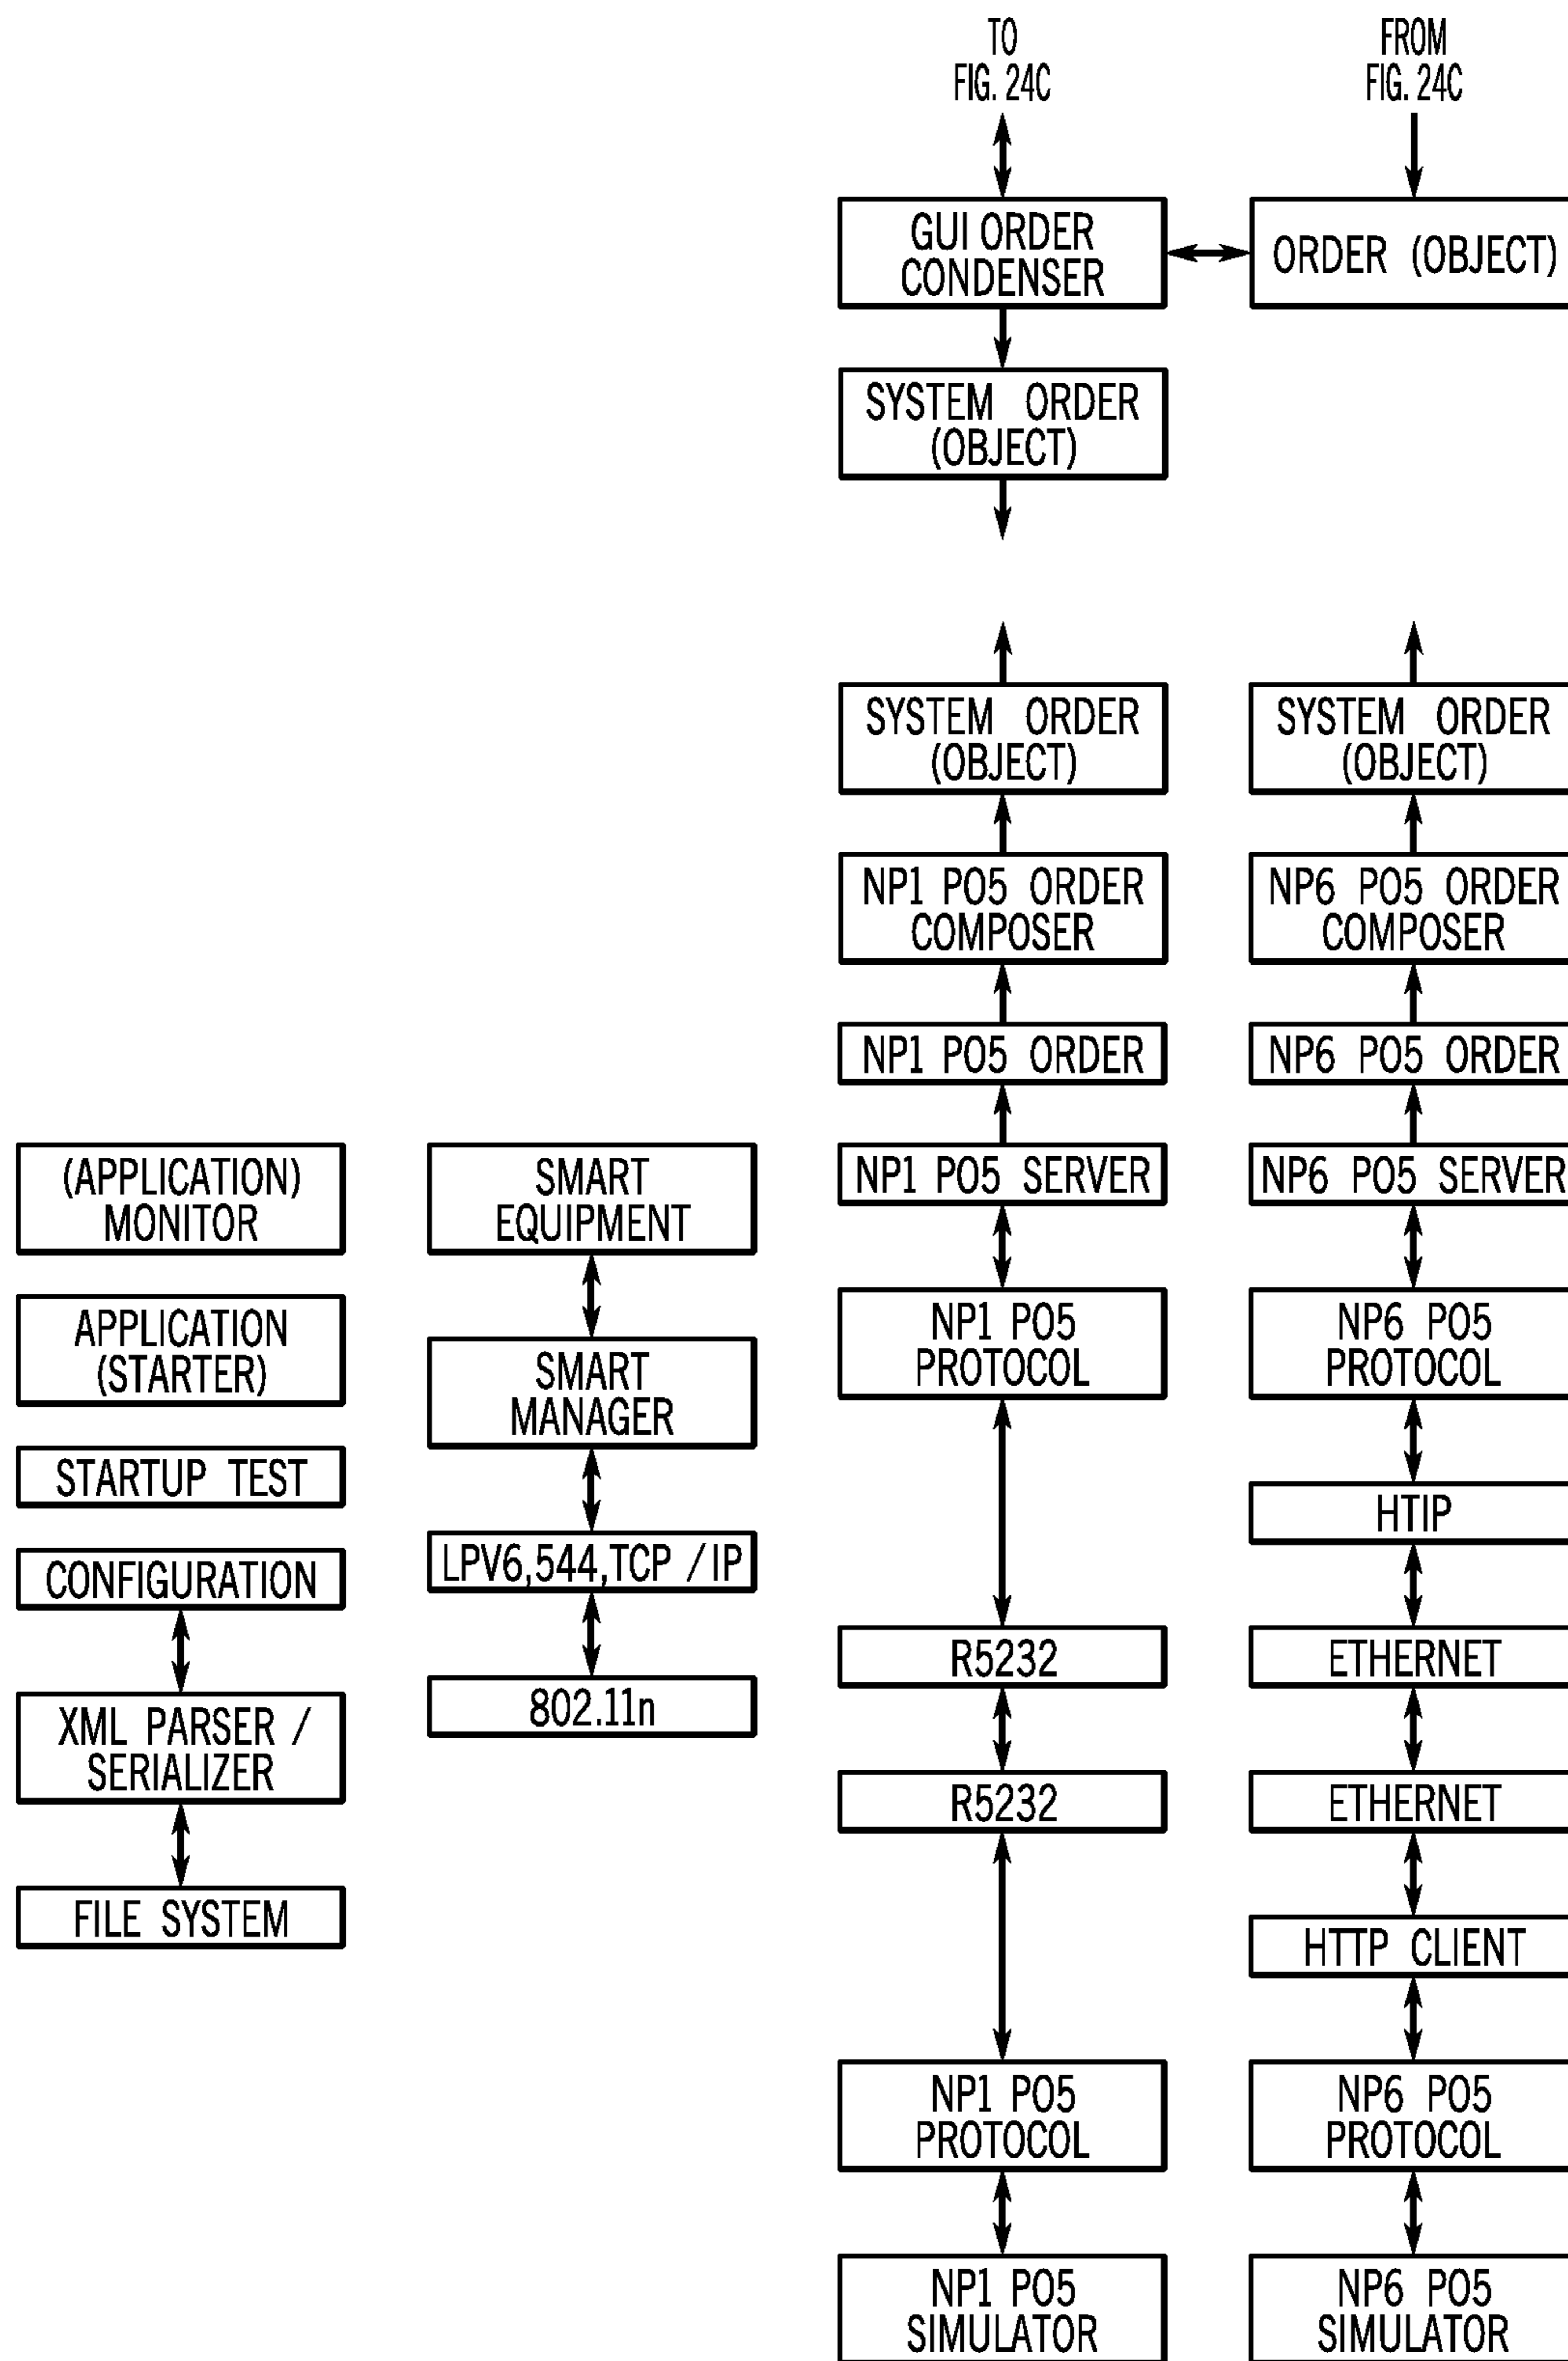 TO
FIG. 24C
FROM
FIG. 24C
GUI ORDER
CONDENSER
ORDER (OBJECT)
SYSTEM ORDER
(OBJECT)
SYSTEM ORDER
(OBJECT)
SYSTEM ORDER
(OBJECT)
NP1 PO5 ORDER
COMPOSER
NP6 PO5 ORDER
COMPOSER
NP1 PO5 ORDER
NP6 PO5 ORDER
(APPLICATION)
MONITOR
SMART
EQUIPMENT
NP1 PO5 SERVER
NP6 PO5 SERVER
APPLICATION
(STARTER)
SMART
MANAGER
NP1 PO5
PROTOCOL
NP6 PO5
PROTOCOL
STARTUP TEST
HTIP
CONFIGURATION
LPV6,544,TCP /IP
R5232
ETHERNET
XML PARSER /
SERIALIZER
802.11n
R5232
ETHERNET
FILE SYSTEM
HTTP CLIENT
NP1 PO5
PROTOCOL
NP6 PO5
PROTOCOL
NP1 PO5
SIMULATOR
NP6 PO5
SIMULATOR